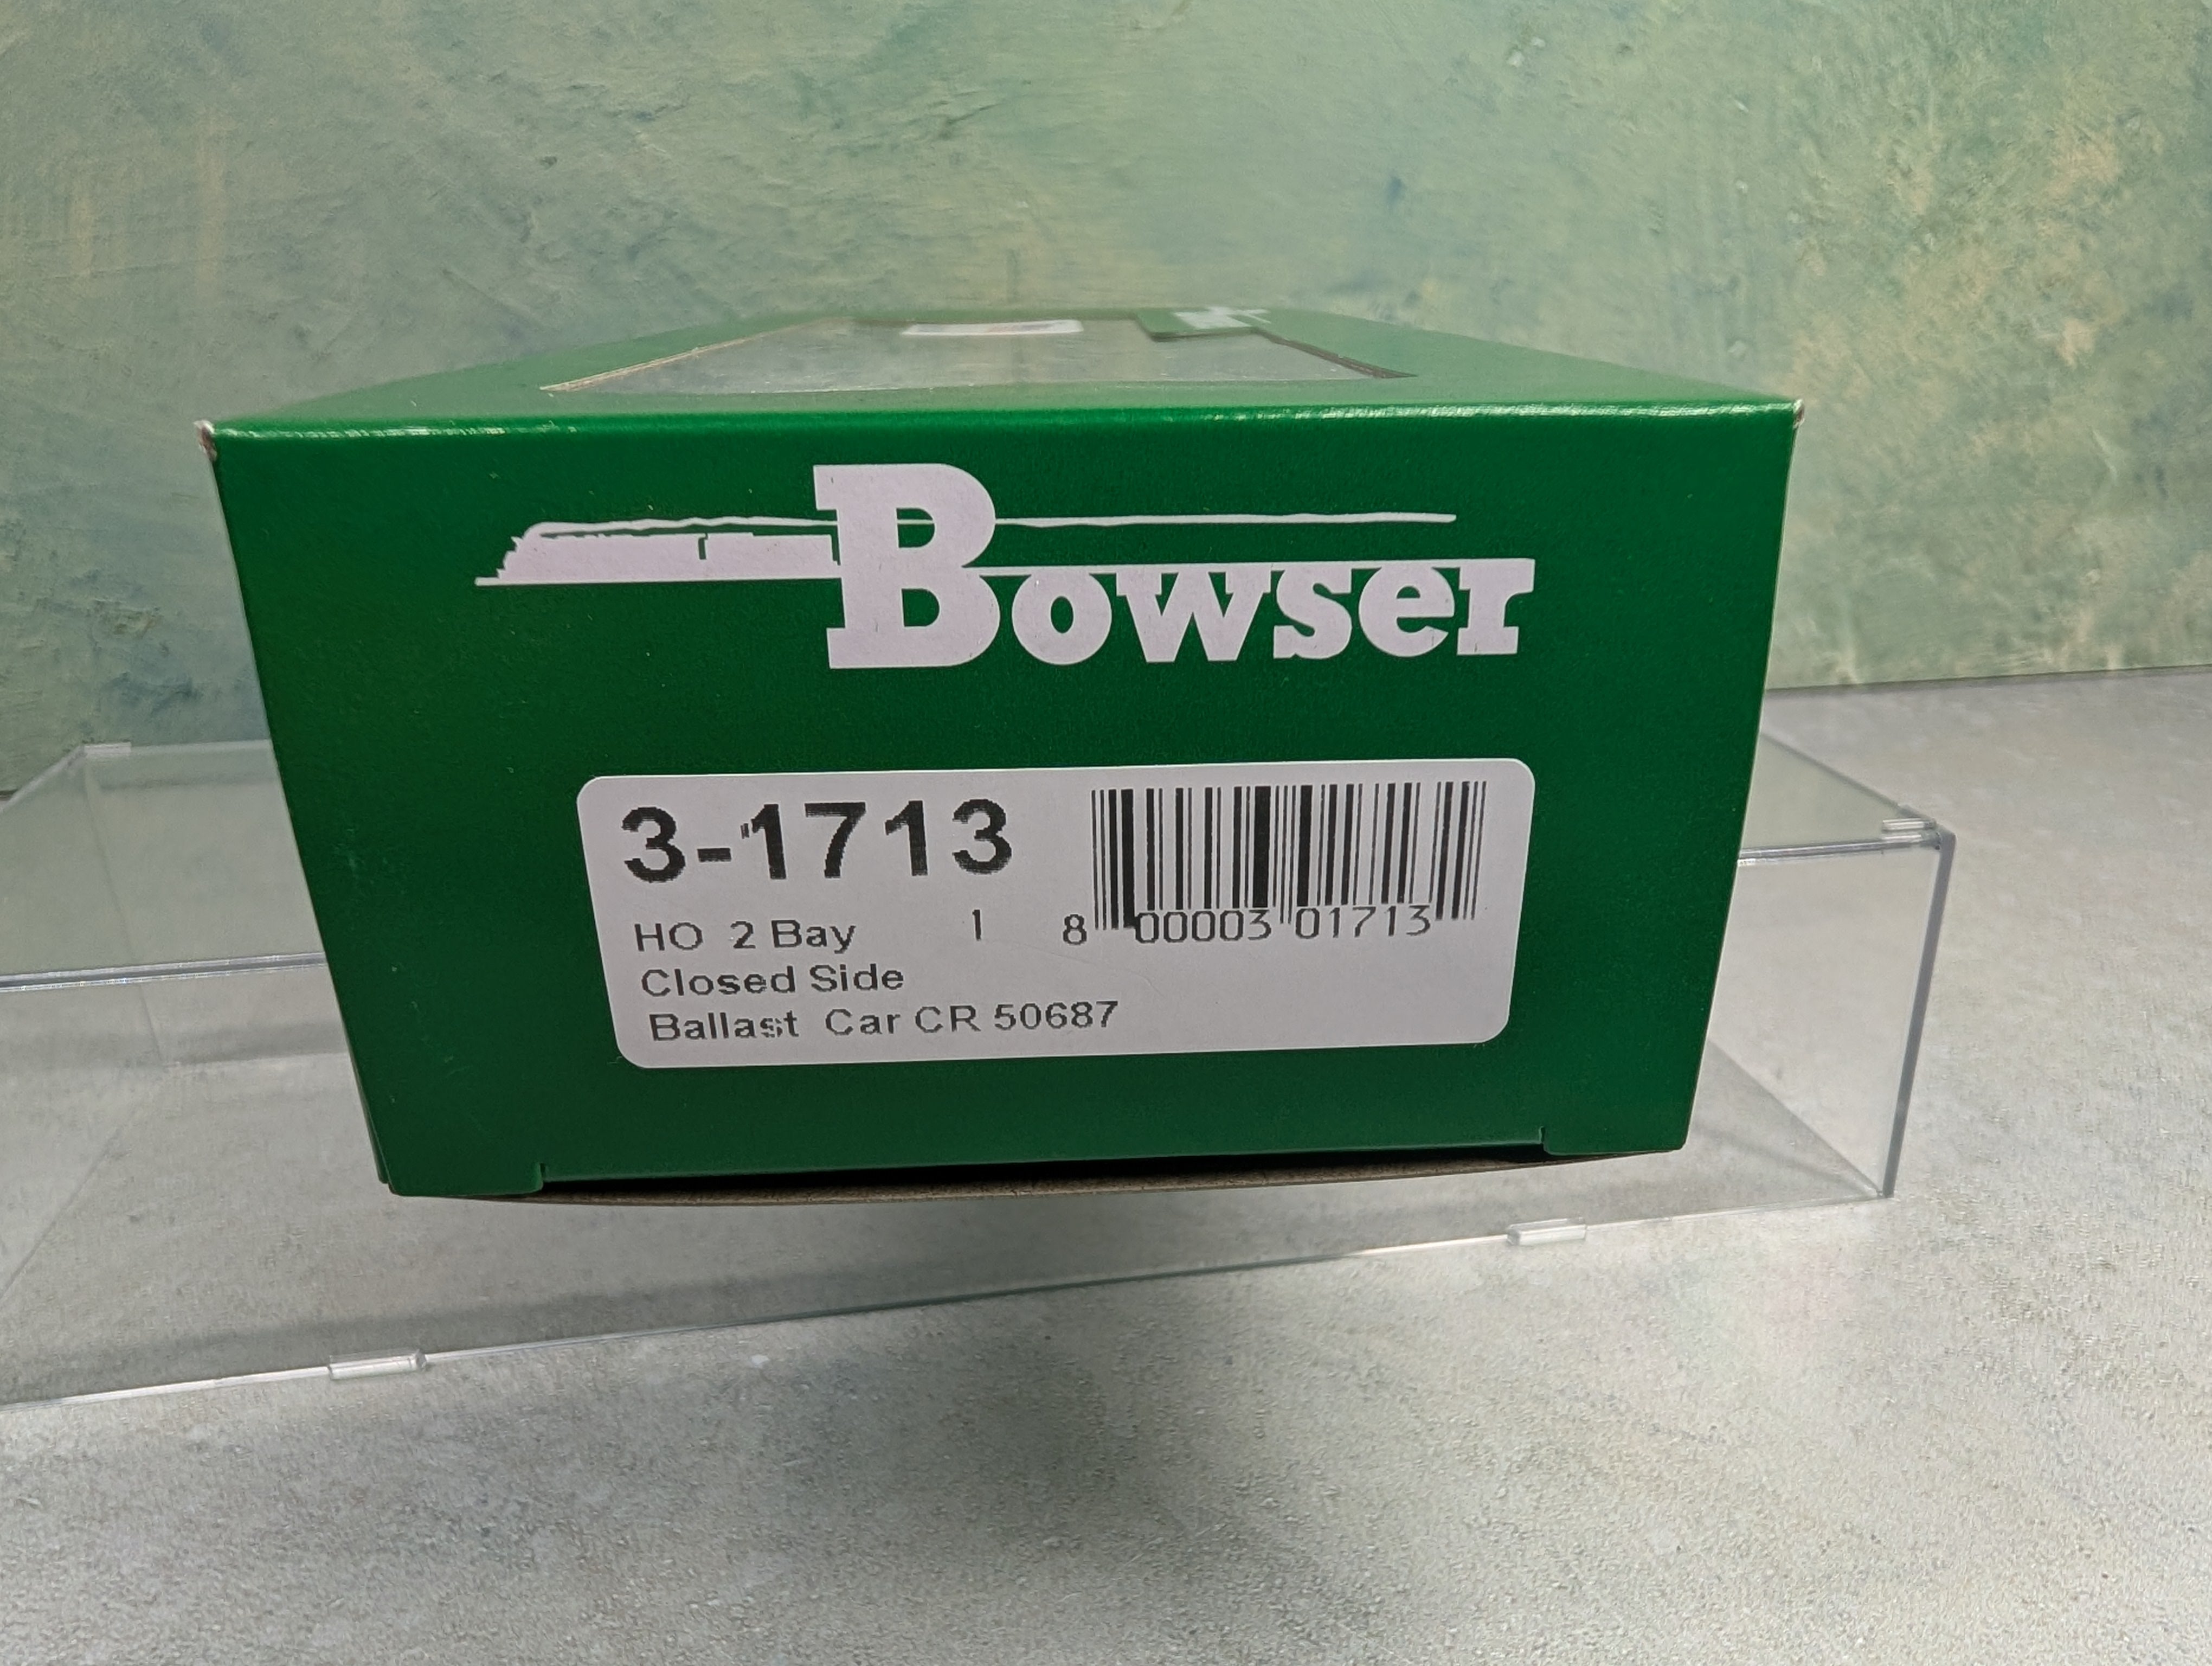 Bowser
3-1713
HO 2 Bay 1
Closed Side
Ballast Car CR 50687
8 00003 01713